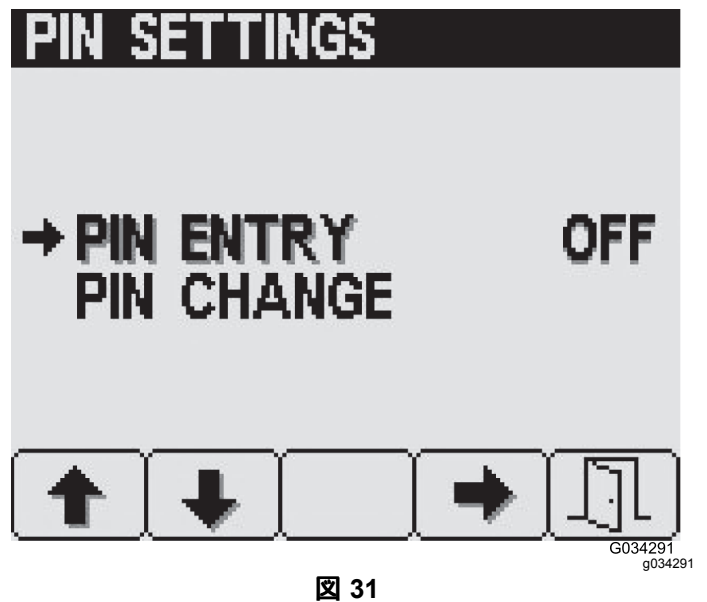 PIN SETTINGS
PIN ENTRY OFF
PIN CHANGE
G034291
g034291
図 31